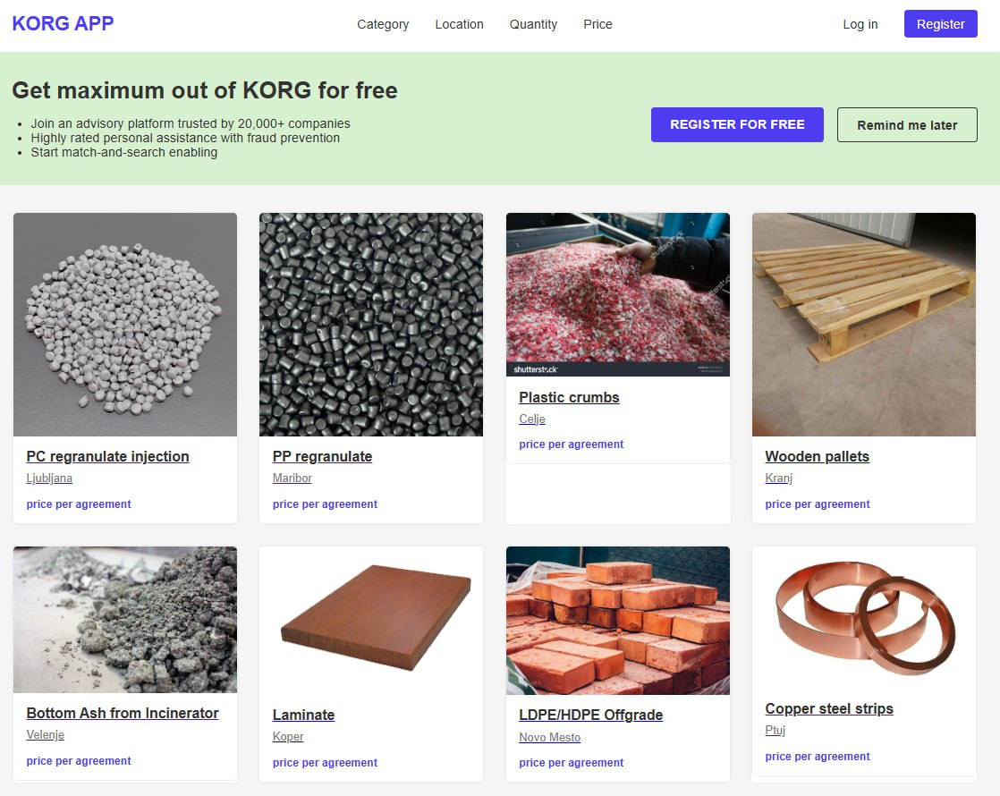 KORG APP
Category
Location
Quantity
Price
Log in
Register
Get maximum out of KORG for free
• Join an advisory platform trusted by 20,000+ companies
• Highly rated personal assistance with fraud prevention
• Start match-and-search enabling
REGISTER FOR FREE
Remind me later
PC regranulate injection
Ljubljana
price per agreement
PP regranulate
Maribor
price per agreement
shutterstock
shutterstock
Plastic crumbs
Celje
price per agreement
Wooden pallets
Kranj
price per agreement
Bottom Ash from Incinerator
Velenje
price per agreement
Laminate
Koper
price per agreement
LDPE/HDPE Offgrade
Novo Mesto
price per agreement
Copper steel strips
Ptuj
price per agreement